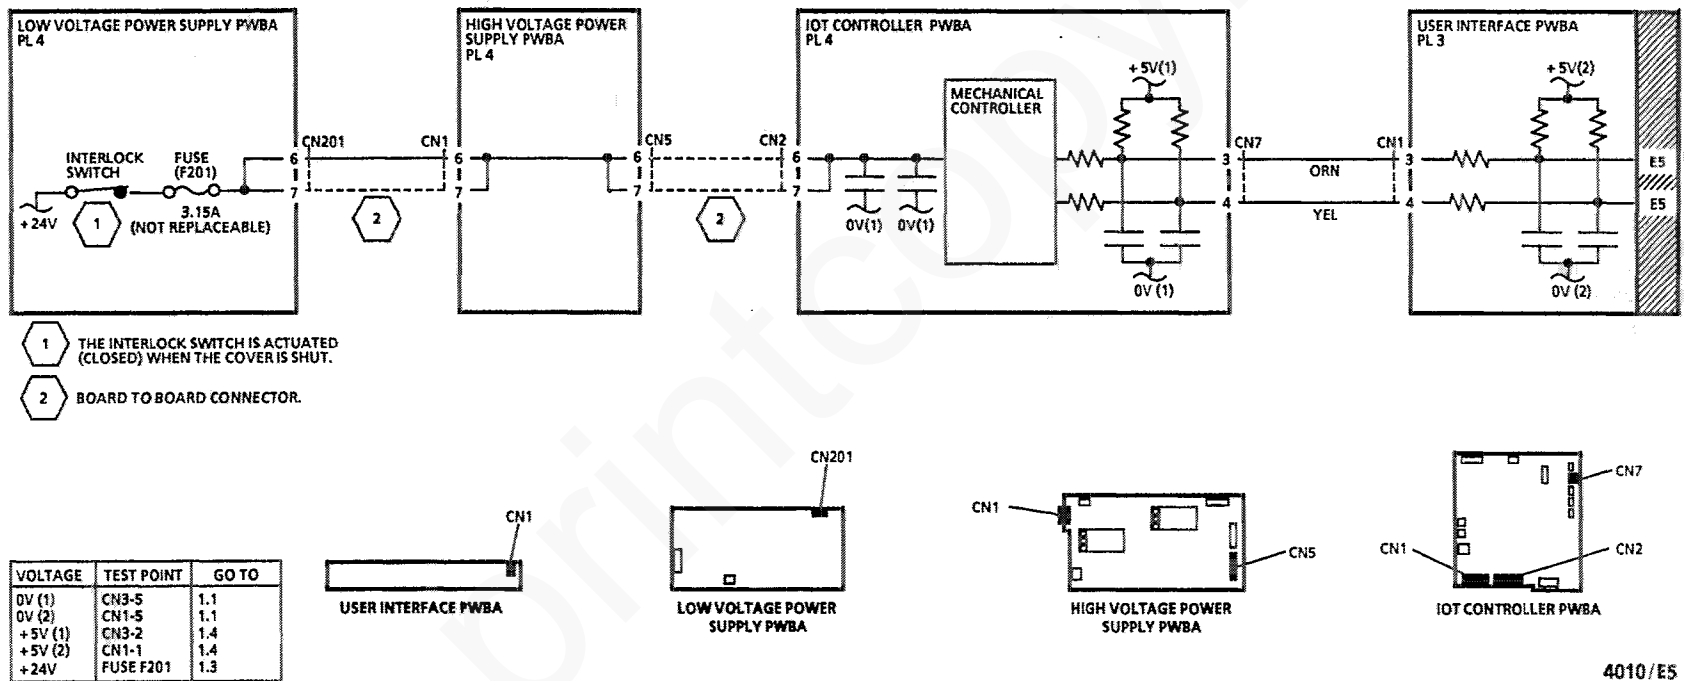 LOW VOLTAGE POWER SUPPLY PWBA
PL 4
HIGH VOLTAGE POWER
SUPPLY PWBA
PL 4
IOT CONTROLLER PWBA
PL 4
USER INTERFACE PWBA
PL 3
MECHANICAL
CONTROLLER
+5V(1)
+5V(2)
INTERLOCK
SWITCH
FUSE
(F201)
3.15A
(NOT REPLACEABLE)
+24V
1
6
7
CN201
CN1
6
7
2
6
7
CN5
CN2
6
7
2
0V(1)
0V(1)
0V (1)
3
4
CN7
CN1
3
4
ORN
YEL
E5
E5
0V (2)
1
THE INTERLOCK SWITCH IS ACTUATED
(CLOSED) WHEN THE COVER IS SHUT.
2
BOARD TO BOARD CONNECTOR.
VOLTAGE TEST POINT GO TO
0V (1) CN3-5 1.1
0V (2) CN1-5 1.1
+5V (1) CN3-2 1.4
+5V (2) CN1-1 1.4
+24V FUSE F201 1.3
CN1
USER INTERFACE PWBA
CN201
LOW VOLTAGE POWER
SUPPLY PWBA
CN1
CN5
HIGH VOLTAGE POWER
SUPPLY PWBA
CN7
CN1
CN2
IOT CONTROLLER PWBA
4010/E5
printcopy